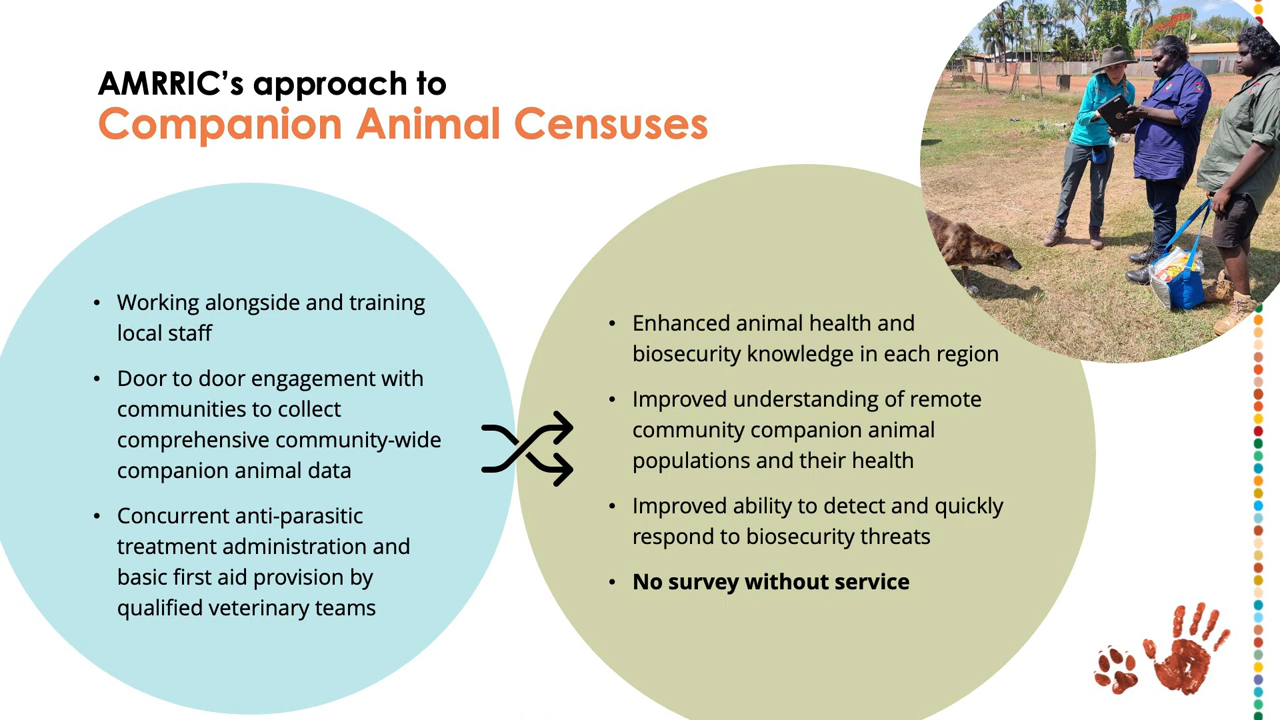 AMRRIC’s approach to
Companion Animal Censuses
• Working alongside and training
local staff
• Door to door engagement with
communities to collect
comprehensive community-wide
companion animal data
• Concurrent anti-parasitic
treatment administration and
basic first aid provision by
qualified veterinary teams
• Enhanced animal health and
biosecurity knowledge in each region
• Improved understanding of remote
community companion animal
populations and their health
• Improved ability to detect and quickly
respond to biosecurity threats
• No survey without service